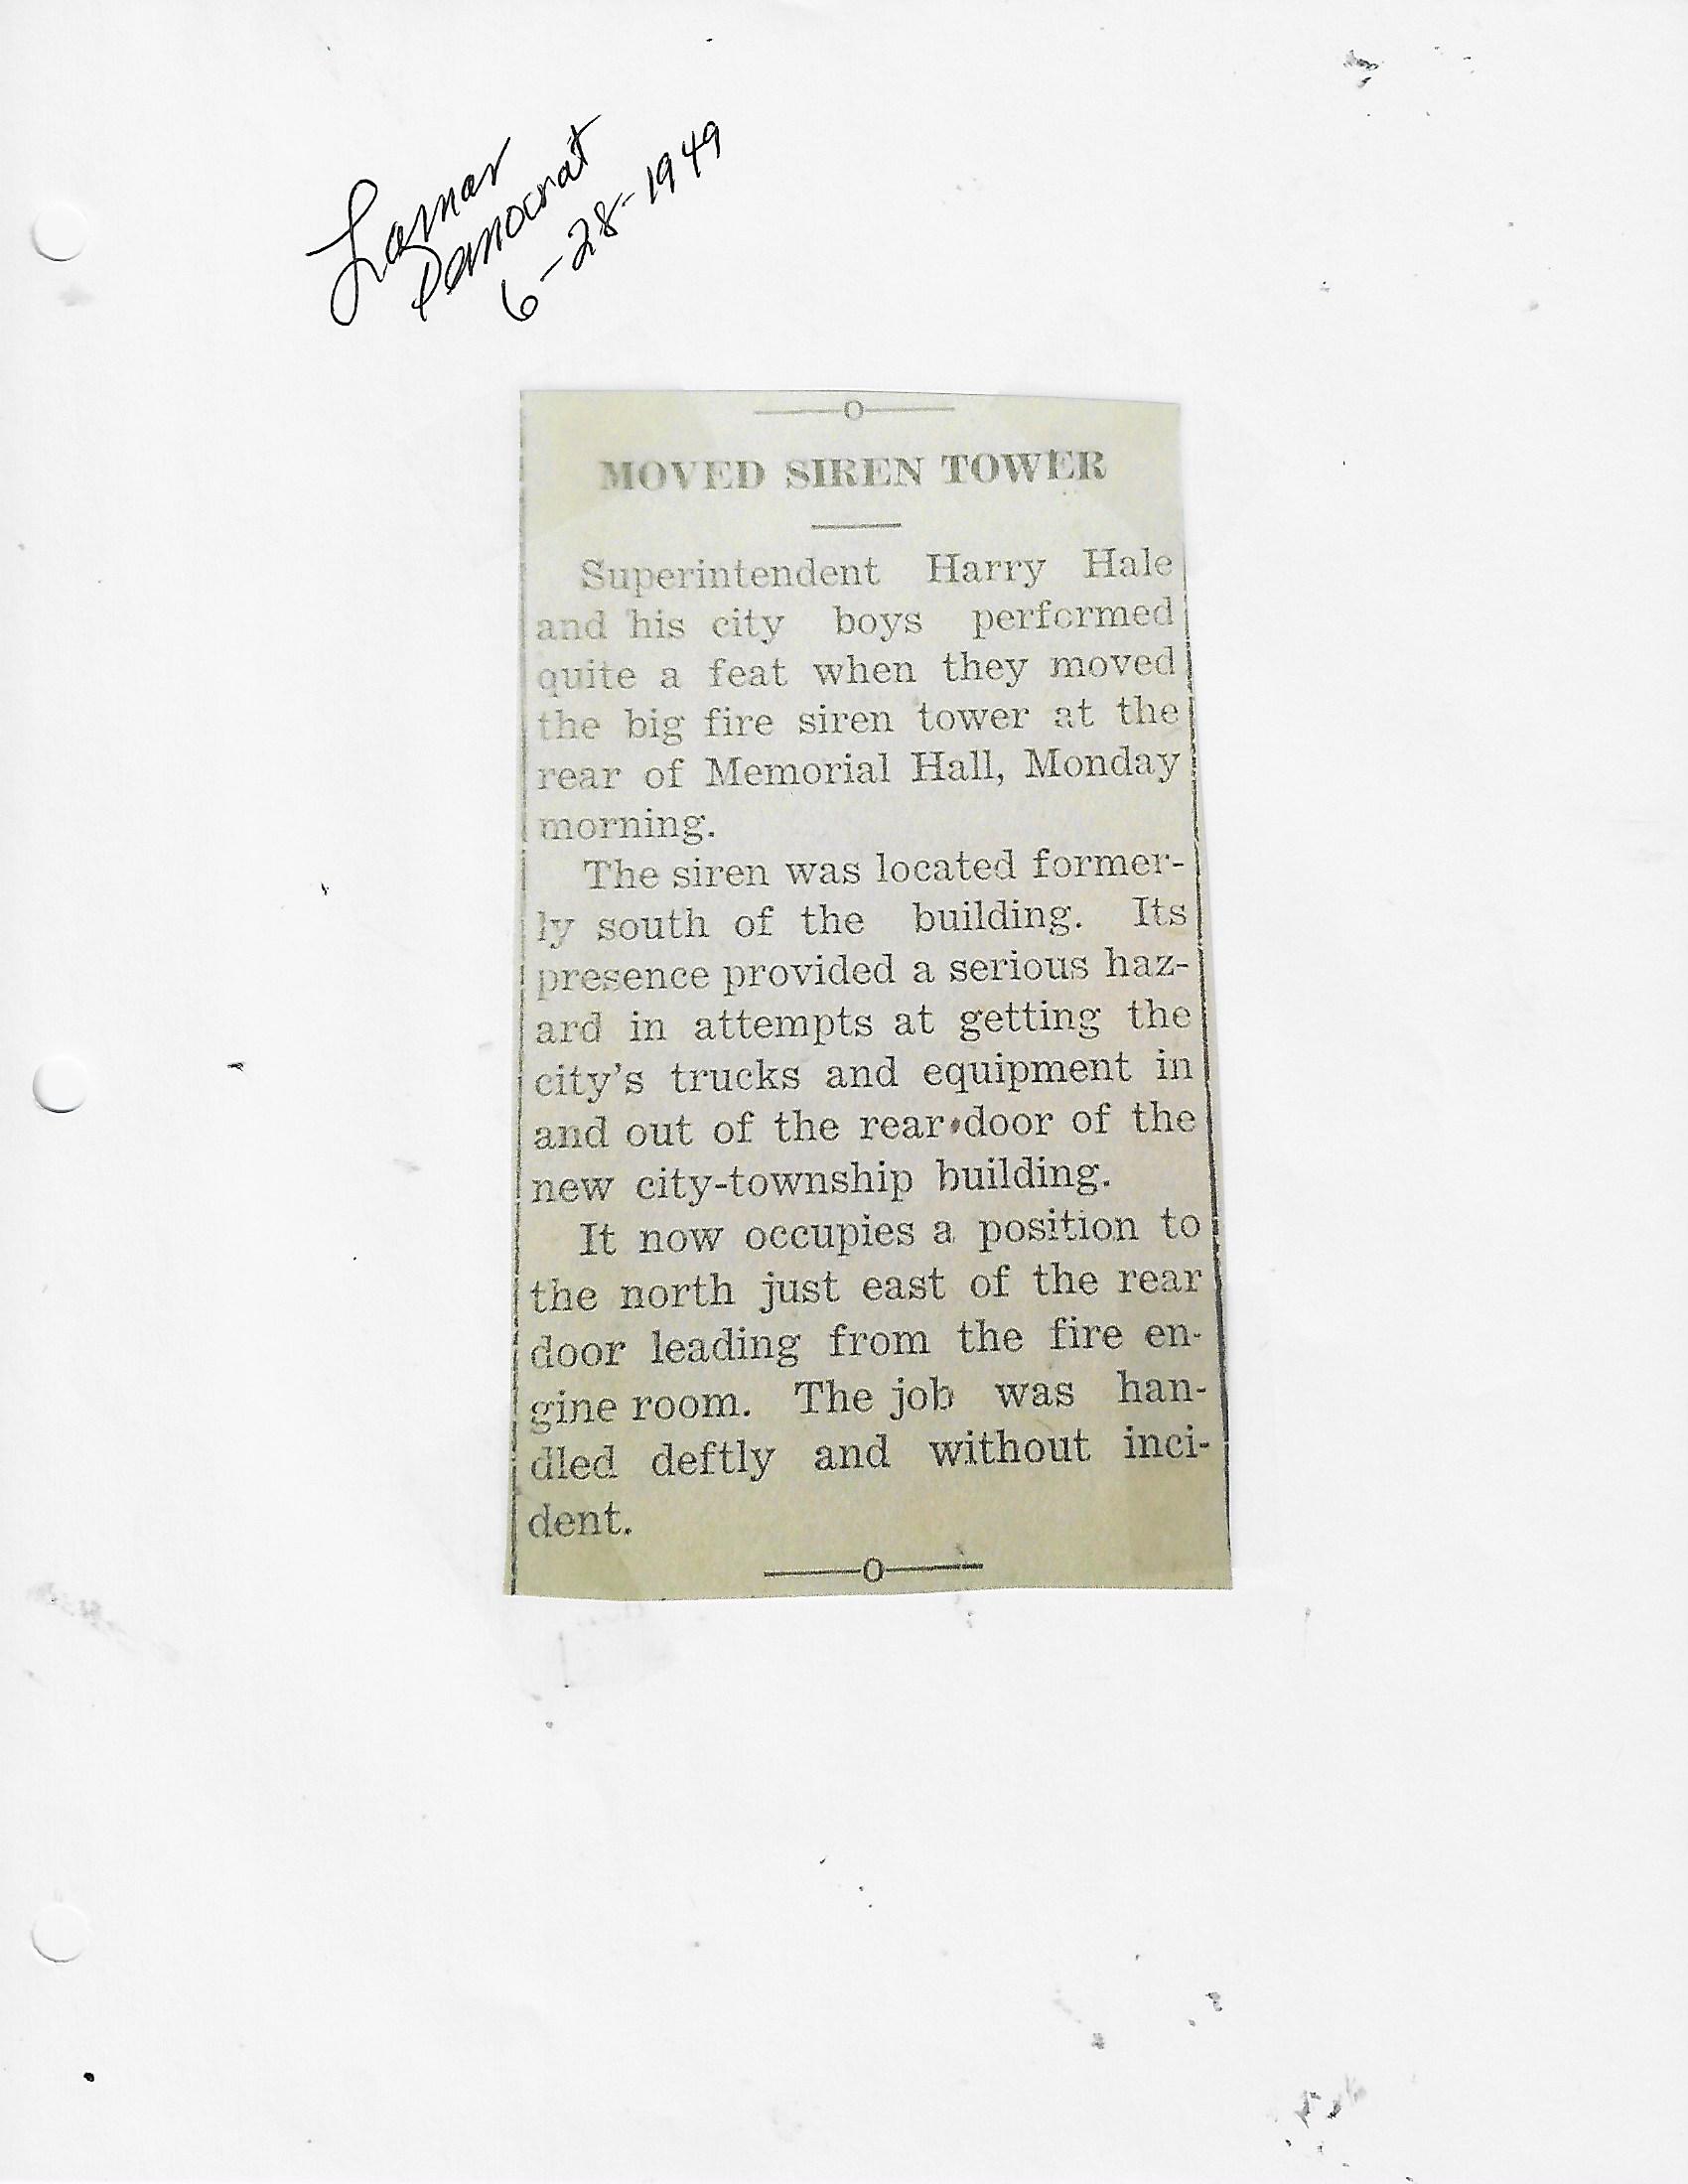 Lamar
Democrat
6-28-1949
MOVED SIREN TOWER
Superintendent Harry Hale
and his city boys performed
quite a feat when they moved
the big fire siren tower at the
rear of Memorial Hall, Monday
morning.
The siren was located former-
ly south of the building. Its
presence provided a serious haz-
ard in attempts at getting the
city's trucks and equipment in
and out of the rear door of the
new city-township building.
It now occupies a position to
the north just east of the rear
door leading from the fire en-
gine room. The job was han-
dled deftly and without inci-
dent.